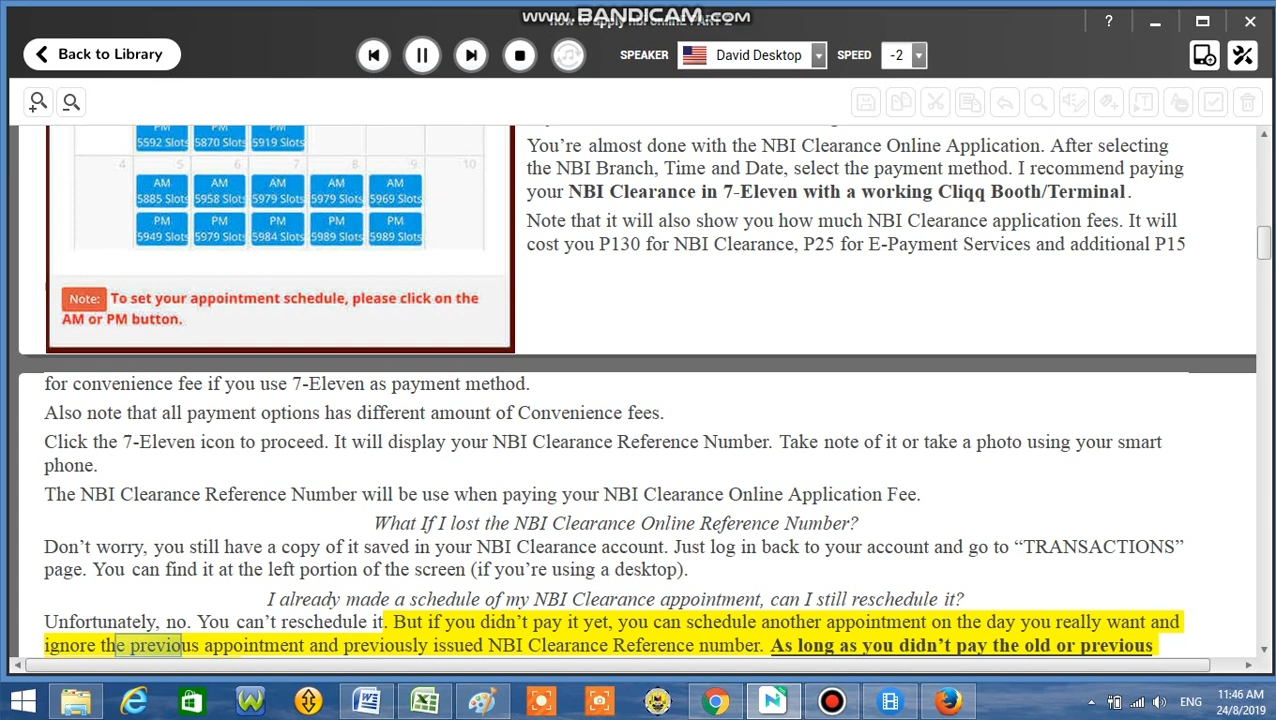 www.BANDICAM.com
how to apply nbi online PART 2
Back to Library
SPEAKER
David Desktop
SPEED
-2
PM PM PM
5592 Slots 5870 Slots 5919 Slots
4 5 6 7 8 9 10
AM AM AM AM AM
5885 Slots 5958 Slots 5979 Slots 5979 Slots 5969 Slots
PM PM PM PM PM
5949 Slots 5979 Slots 5984 Slots 5989 Slots 5989 Slots
Note: To set your appointment schedule, please click on the
AM or PM button.
You’re almost done with the NBI Clearance Online Application. After selecting
the NBI Branch, Time and Date, select the payment method. I recommend paying
your NBI Clearance in 7-Eleven with a working Cliqq Booth/Terminal.
Note that it will also show you how much NBI Clearance application fees. It will
cost you P130 for NBI Clearance, P25 for E-Payment Services and additional P15
for convenience fee if you use 7-Eleven as payment method.
Also note that all payment options has different amount of Convenience fees.
Click the 7-Eleven icon to proceed. It will display your NBI Clearance Reference Number. Take note of it or take a photo using your smart
phone.
The NBI Clearance Reference Number will be use when paying your NBI Clearance Online Application Fee.
What If I lost the NBI Clearance Online Reference Number?
Don’t worry, you still have a copy of it saved in your NBI Clearance account. Just log in back to your account and go to “TRANSACTIONS”
page. You can find it at the left portion of the screen (if you’re using a desktop).
I already made a schedule of my NBI Clearance appointment, can I still reschedule it?
Unfortunately, no. You can’t reschedule it. But if you didn’t pay it yet, you can schedule another appointment on the day you really want and
ignore the previous appointment and previously issued NBI Clearance Reference number. As long as you didn’t pay the old or previous
ENG
11:46 AM
24/8/2019